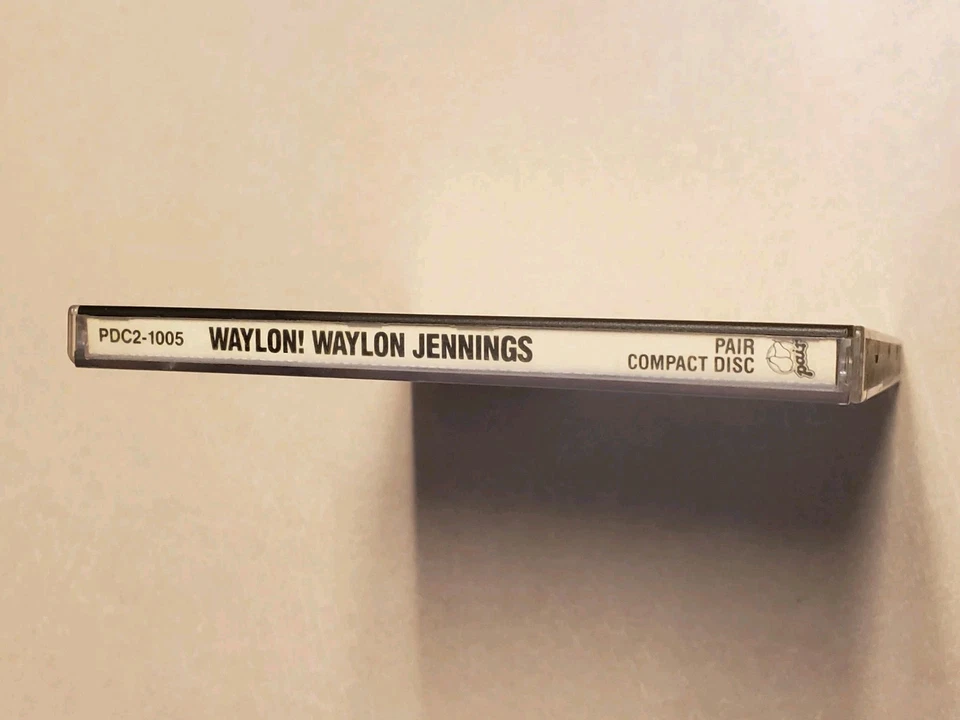 PDC2-1005 WAYLON! WAYLON JENNINGS
PAIR
COMPACT DISC
pair